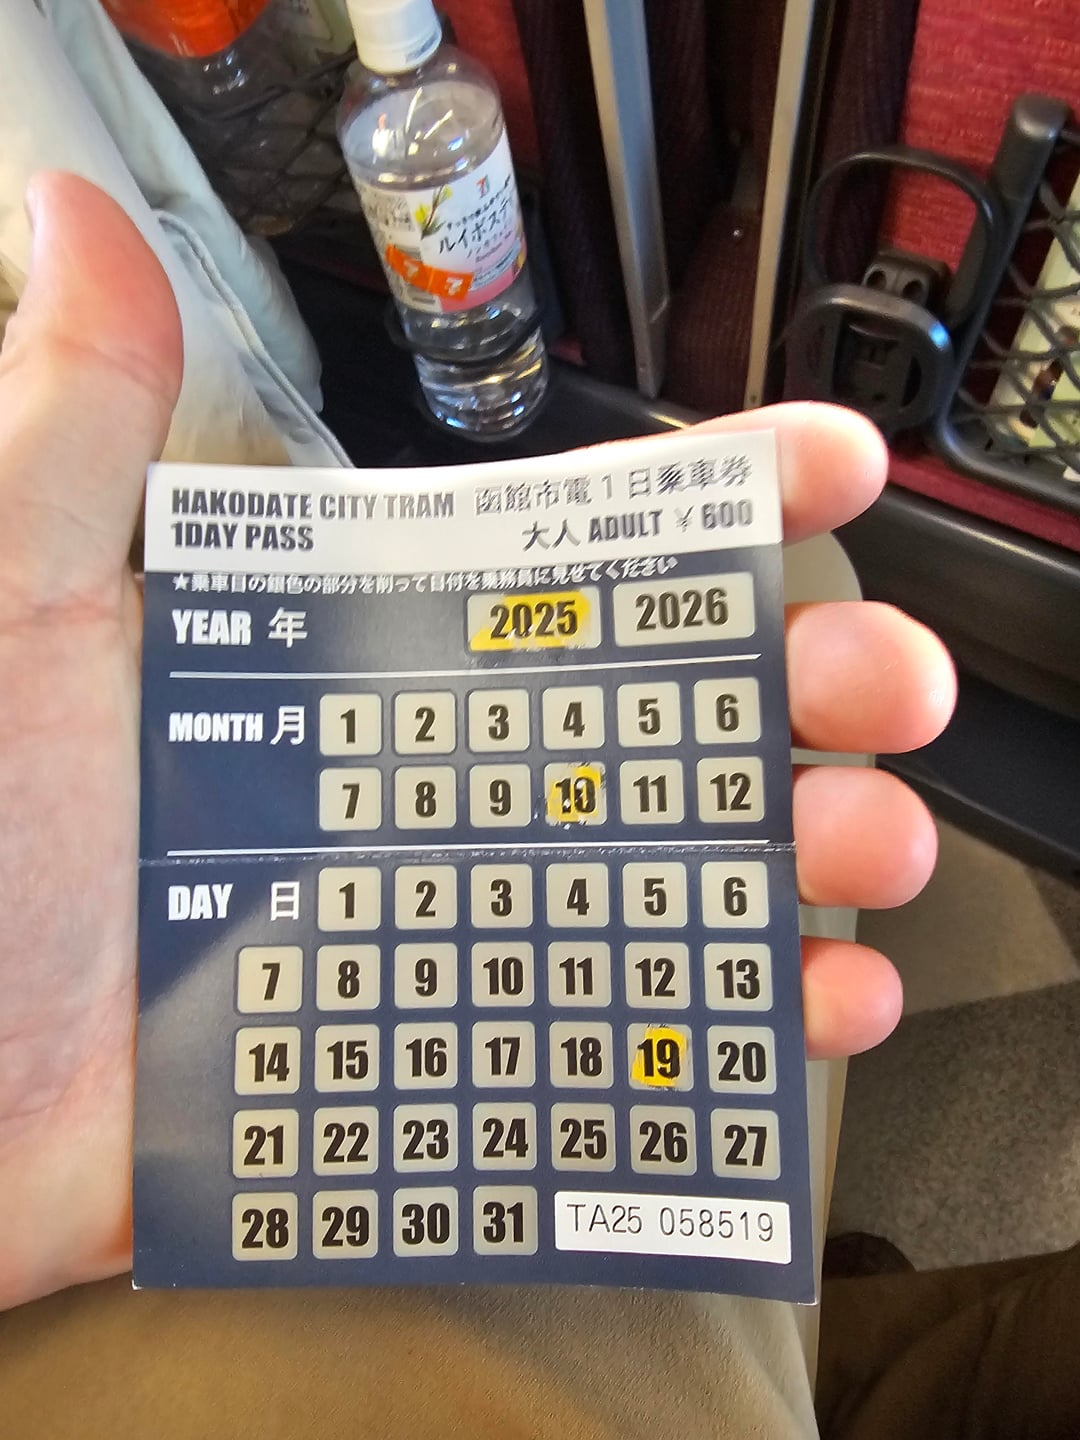 ルイボステ
HAKODATE CITY TRAM 函館市電1日乗車券
1DAY PASS 大人 ADULT ¥600
★乗車日の銀色の部分を削って日付を乗務員に見せてください
YEAR 年 2025 2026
MONTH 月 1 2 3 4 5 6
7 8 9 10 11 12
DAY 日 1 2 3 4 5 6
7 8 9 10 11 12 13
14 15 16 17 18 19 20
21 22 23 24 25 26 27
28 29 30 31 TA25 058519